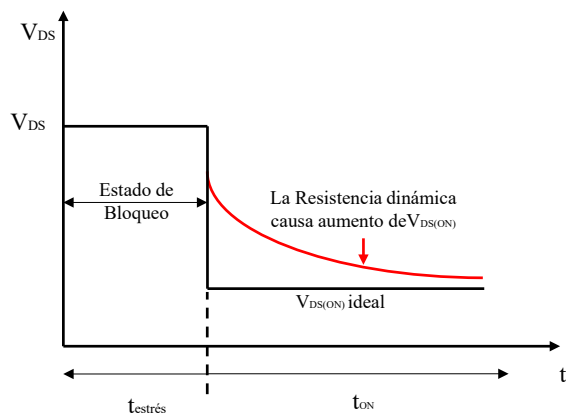 VDS
VDS
Estado de
Bloqueo
La Resistencia dinámica
causa aumento deVDS(ON)
VDS(ON) ideal
t
testrés
tON